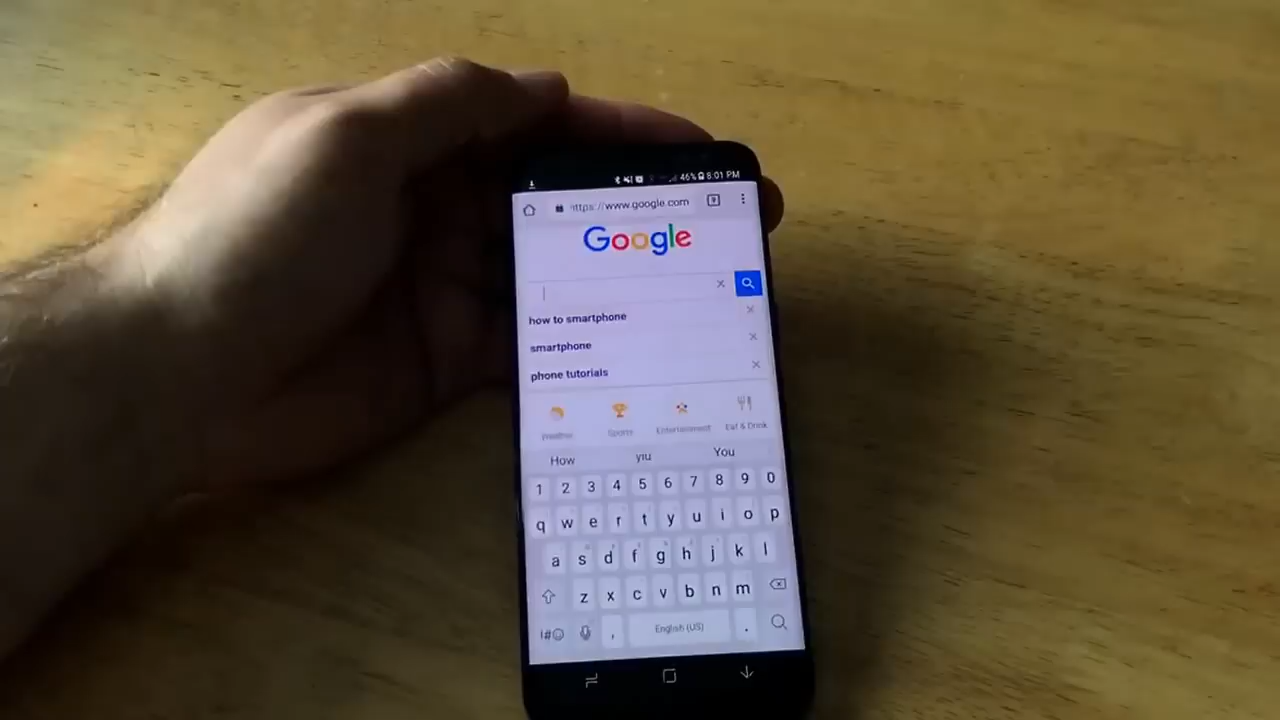 46% 8:01 PM
https://www.google.com
Google
how to smartphone
smartphone
phone tutorials
Weather Sports Entertainment Eat & Drink
How yiu You
1 2 3 4 5 6 7 8 9 0
q w e r t y u i o p
a s d f g h j k l
z x c v b n m
!#☺ , English (US) .